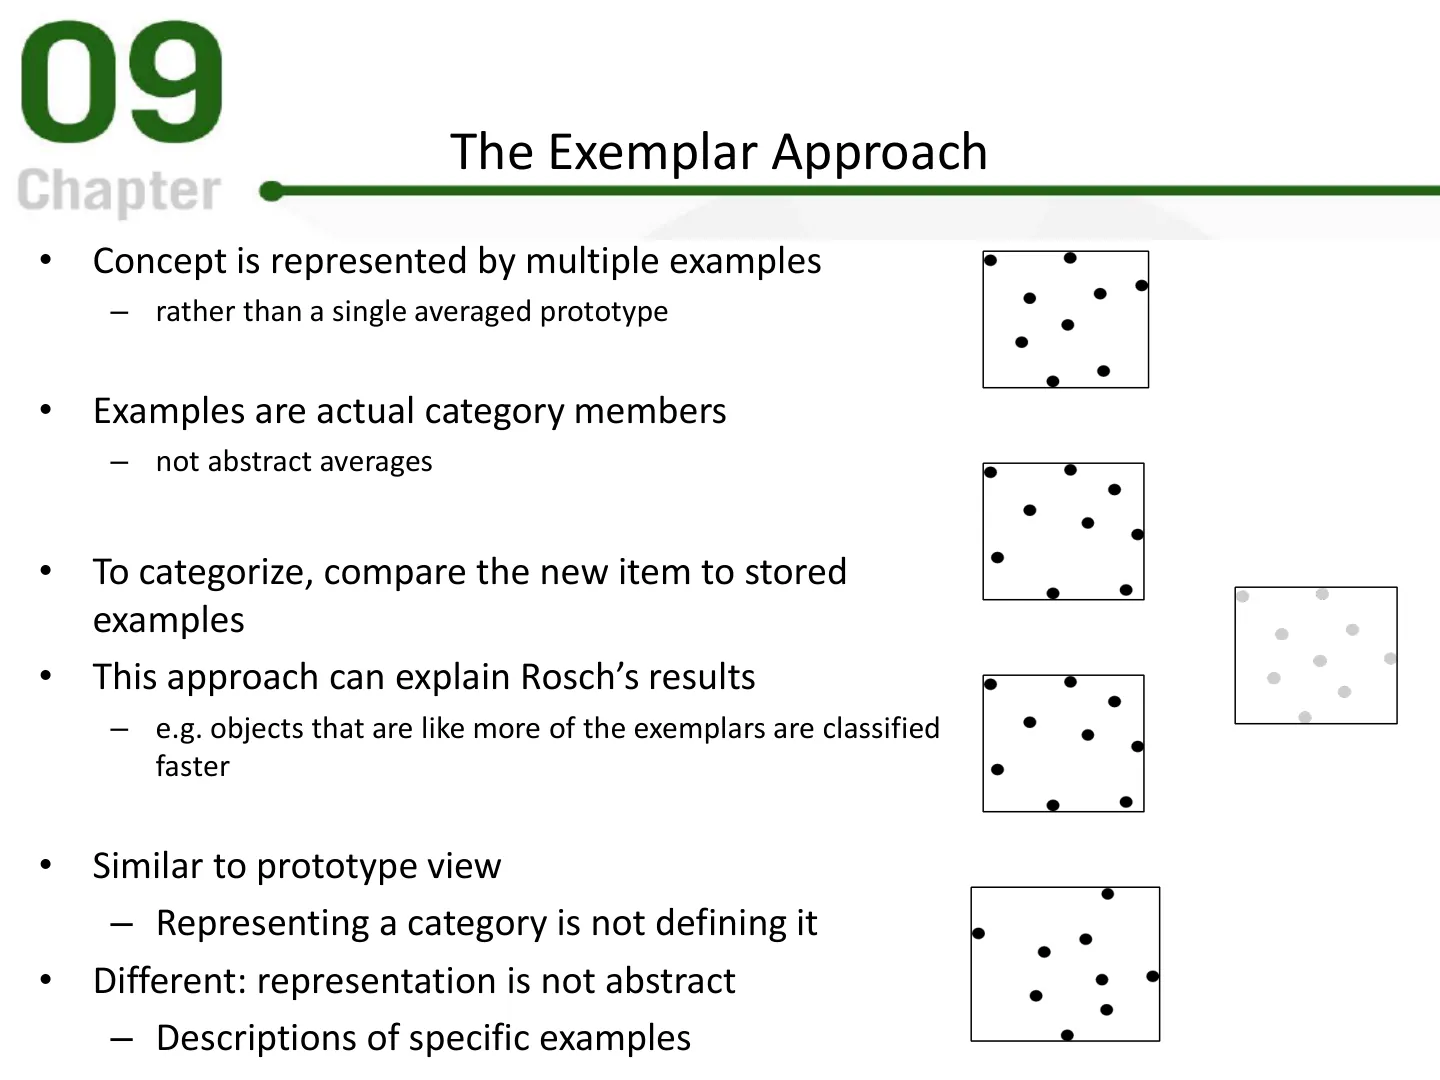 09
Chapter
The Exemplar Approach
• Concept is represented by multiple examples
– rather than a single averaged prototype
• Examples are actual category members
– not abstract averages
• To categorize, compare the new item to stored
examples
• This approach can explain Rosch’s results
– e.g. objects that are like more of the exemplars are classified
faster
• Similar to prototype view
– Representing a category is not defining it
• Different: representation is not abstract
– Descriptions of specific examples